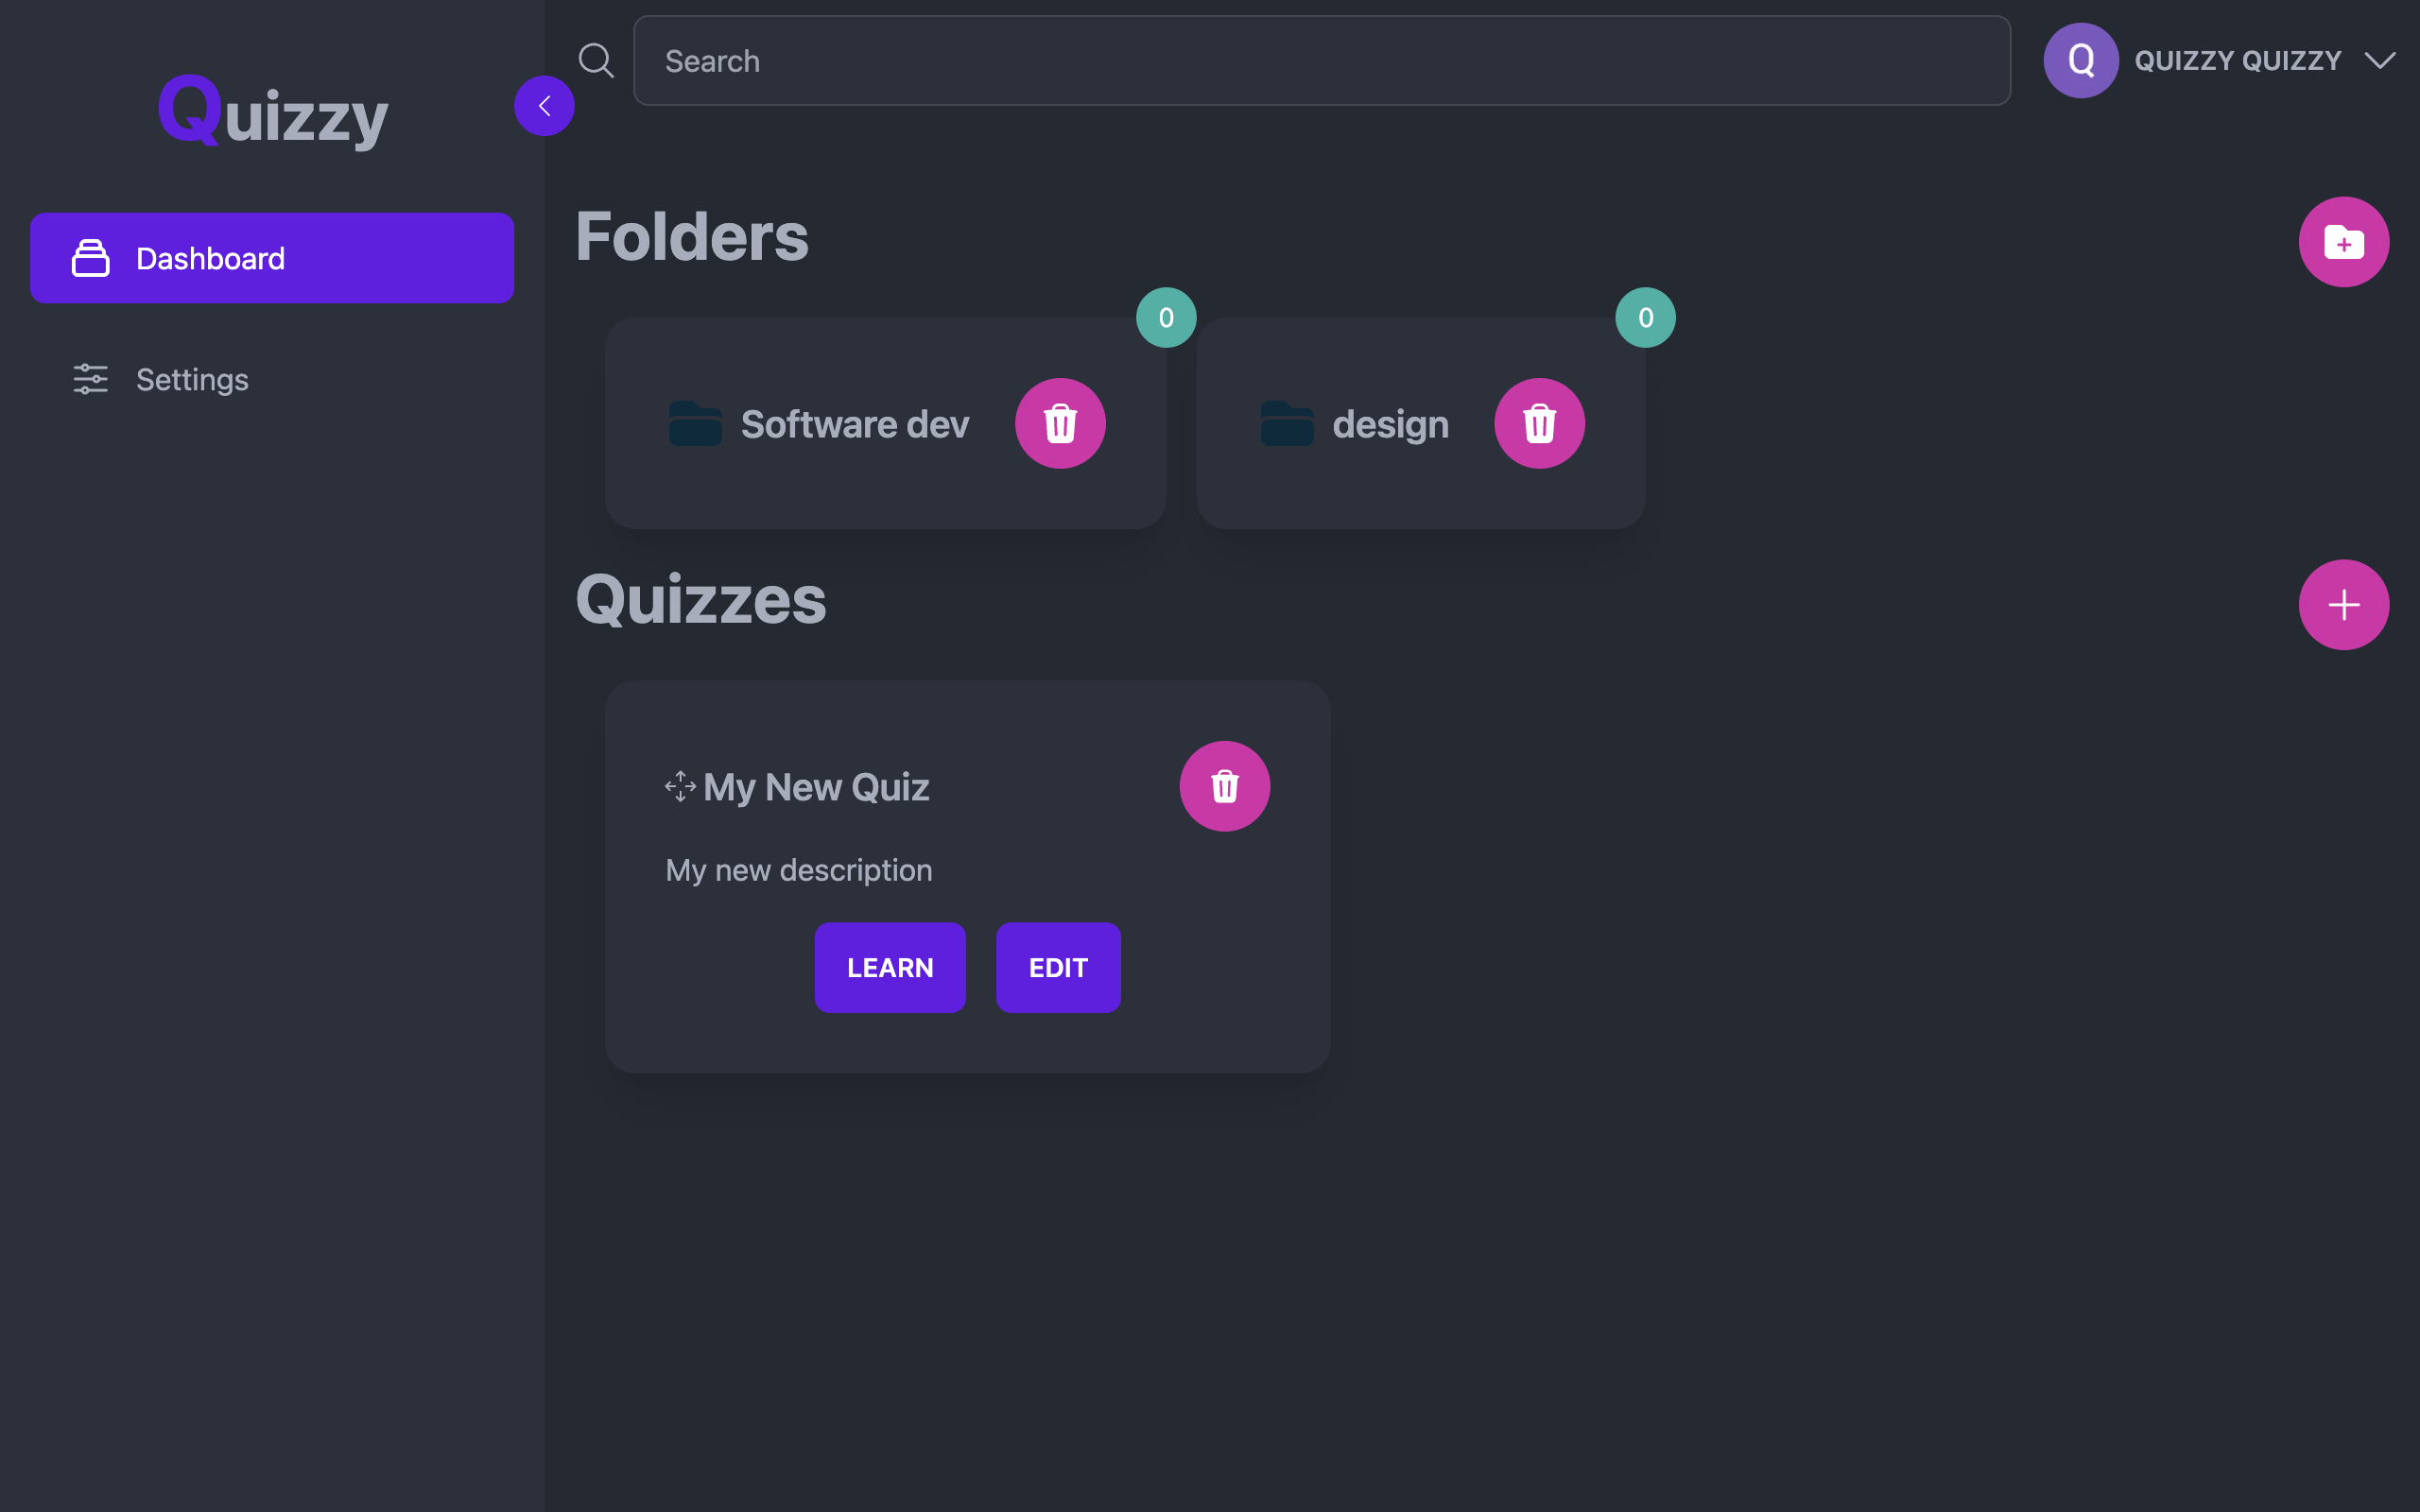 Quizzy
Search
Q
QUIZZY QUIZZY
Dashboard
Settings
Folders
0
0
Software dev
design
Quizzes
My New Quiz
My new description
LEARN
EDIT